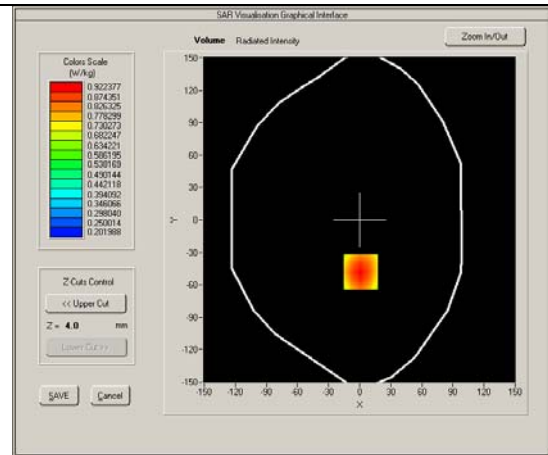 SAR Visualisation Graphical Interface
Volume Radiated Intensity
Zoom In/Out
Colors Scale
(W/kg)
0.922377
0.874351
0.826325
0.778299
0.730273
0.682247
0.634221
0.586195
0.538169
0.490144
0.442118
0.394092
0.346066
0.298040
0.250014
0.201988
Z Cuts Control
<< Upper Cut
Z = 4.0 mm
Lower Cut >>
SAVE
Cancel
150
120
90
60
30
0
-30
-60
-90
-120
-150
Y
-150 -120 -90 -60 -30 0 30 60 90 120 150
X